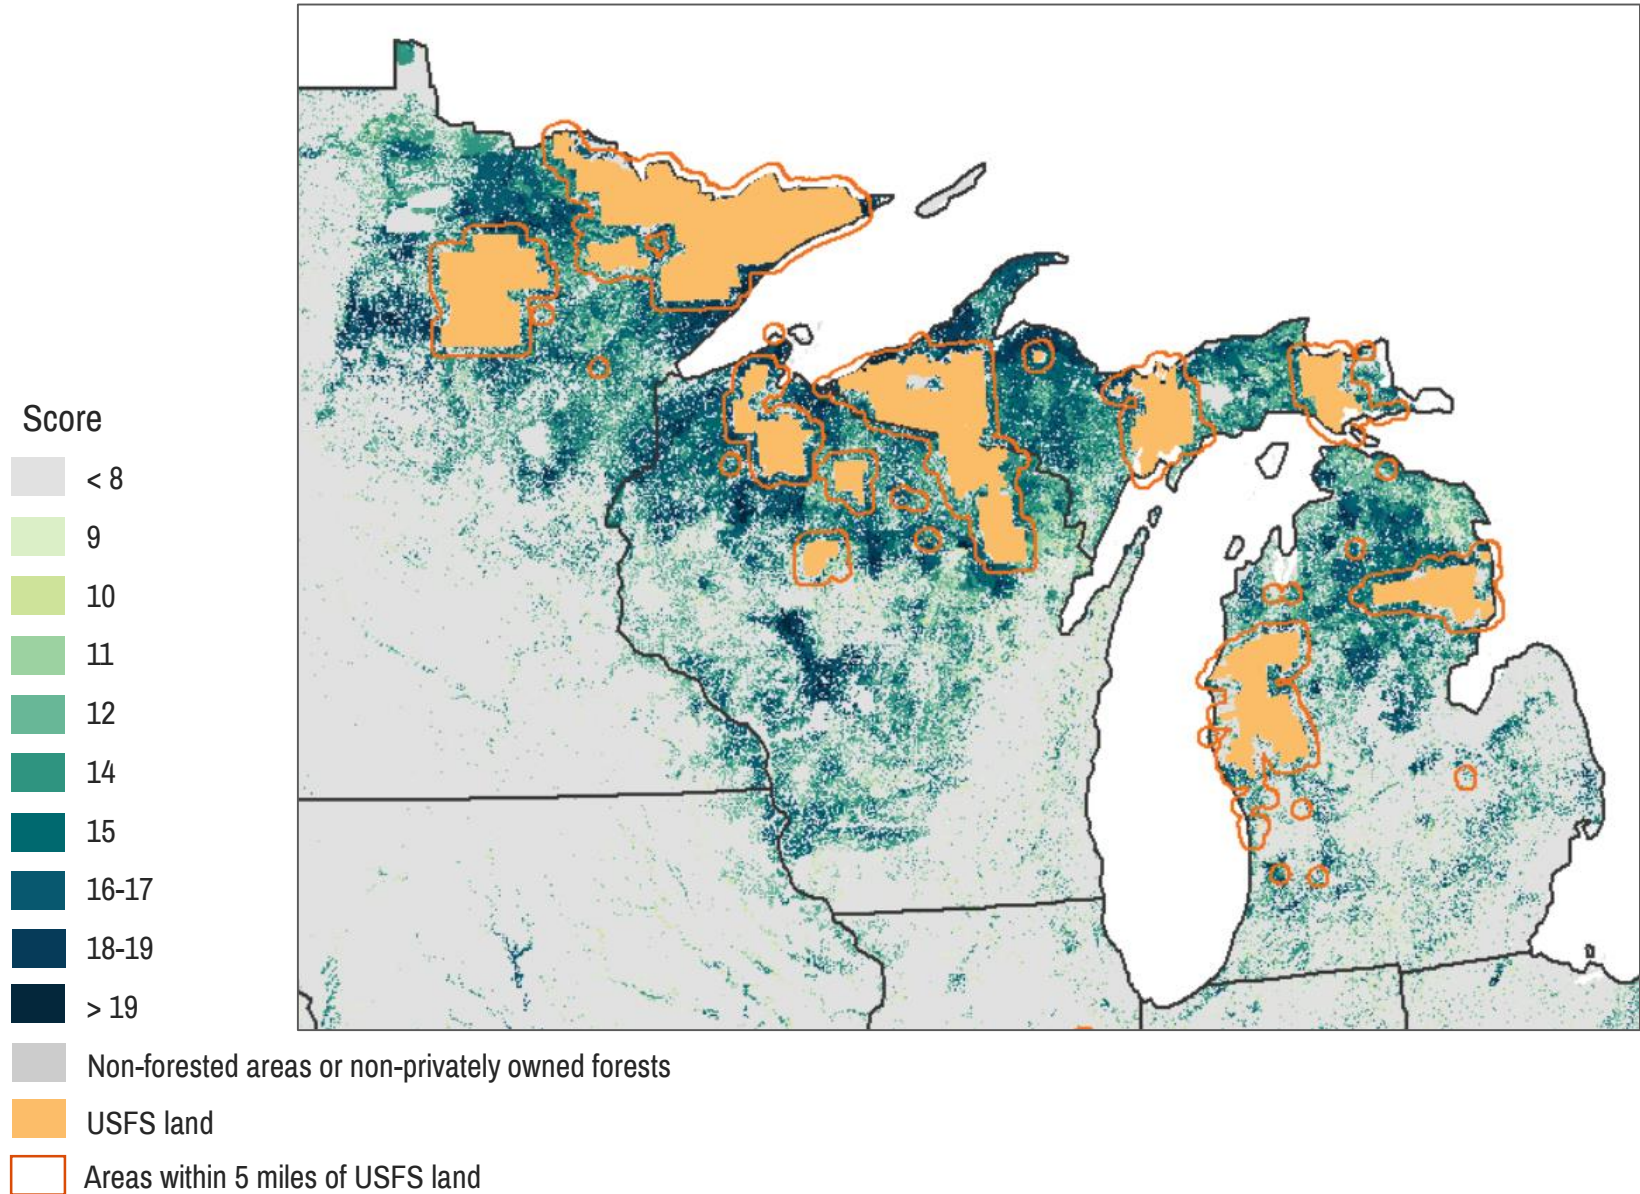 Score
< 8
9
10
11
12
14
15
16-17
18-19
> 19
Non-forested areas or non-privately owned forests
USFS land
Areas within 5 miles of USFS land